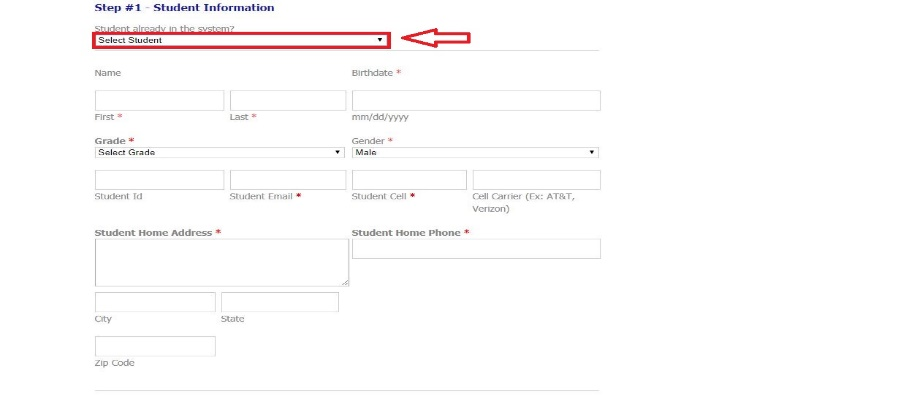 Step #1 - Student Information
Student already in the system?
Select Student
Name Birthdate *
First * Last * mm/dd/yyyy
Grade * Gender *
Select Grade Male
Student Id Student Email * Student Cell * Cell Carrier (Ex: AT&T,
Verizon)
Student Home Address * Student Home Phone *
City State
Zip Code